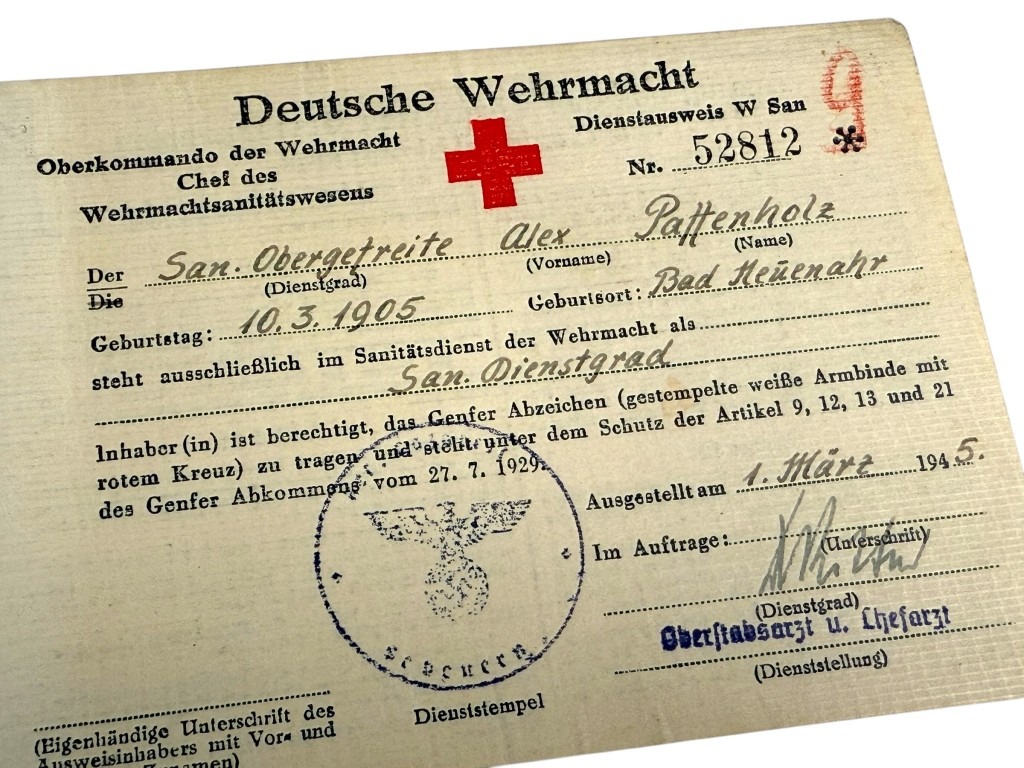 Deutsche Wehrmacht
9
Oberkommando der Wehrmacht
Chef des
Wehrmachtsanitätswesens
Dienstausweis W San
Nr. 52812 *
Der San. Obergefreite Alex Paffenholz
Die
(Dienstgrad) (Vorname) (Name)
Geburtstag: 10.3.1905 Geburtsort: Bad Neuenahr
steht ausschließlich im Sanitätsdienst der Wehrmacht als
San. Dienstgrad
Inhaber(in) ist berechtigt, das Genfer Abzeichen (gestempelte weiße Armbinde mit
rotem Kreuz) zu tragen und steht unter dem Schutz der Artikel 9, 12, 13 und 21
des Genfer Abkommens vom 27. 7. 1929.
Ausgestellt am 1. März 1945.
Im Auftrage:
(Unterschrift)
(Dienstgrad)
Oberstabsarzt u. Chefarzt
(Dienststellung)
Scheuern
Dienststempel
(Eigenhändige Unterschrift des
Ausweisinhabers mit Vor- und
Zunamen)